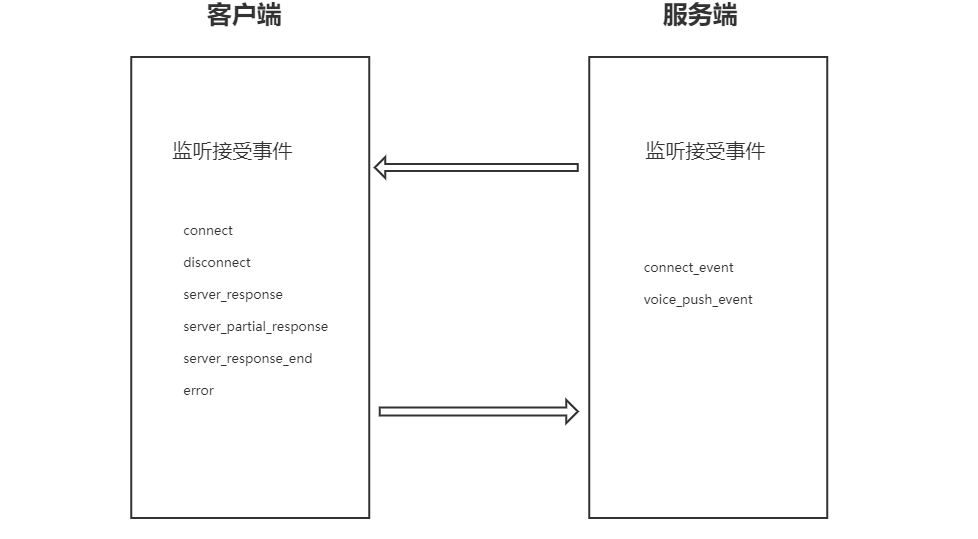 客户端
服务端
监听接受事件
connect
disconnect
server_response
server_partial_response
server_response_end
error
监听接受事件
connect_event
voice_push_event